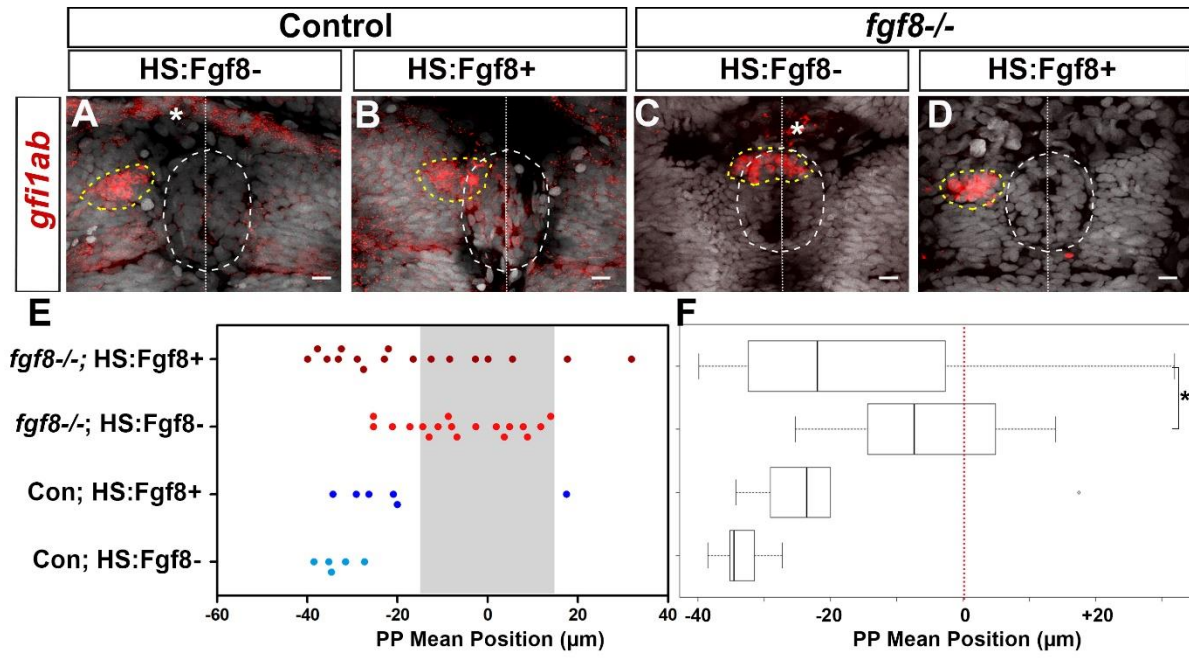 Control
fgf8-/-
HS:Fgf8-
HS:Fgf8+
HS:Fgf8-
HS:Fgf8+
gfi1ab
A
*
B
C
*
D
E
fgf8-/-; HS:Fgf8+
fgf8-/-; HS:Fgf8-
Con; HS:Fgf8+
Con; HS:Fgf8-
-60
-40
-20
0
20
40
PP Mean Position (µm)
F
*
-40
-20
0
+20
PP Mean Position (µm)